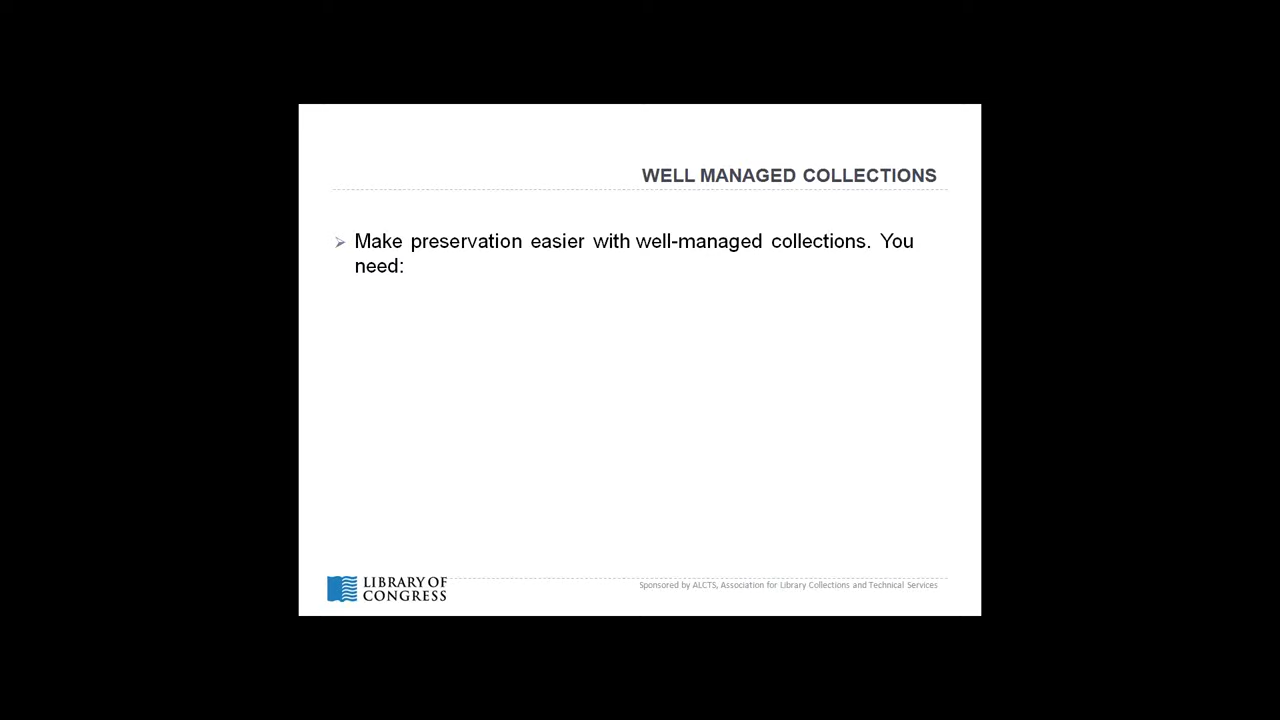 WELL MANAGED COLLECTIONS
Make preservation easier with well-managed collections. You
need:
LIBRARY OF
CONGRESS
Sponsored by ALCTS, Association for Library Collections and Technical Services